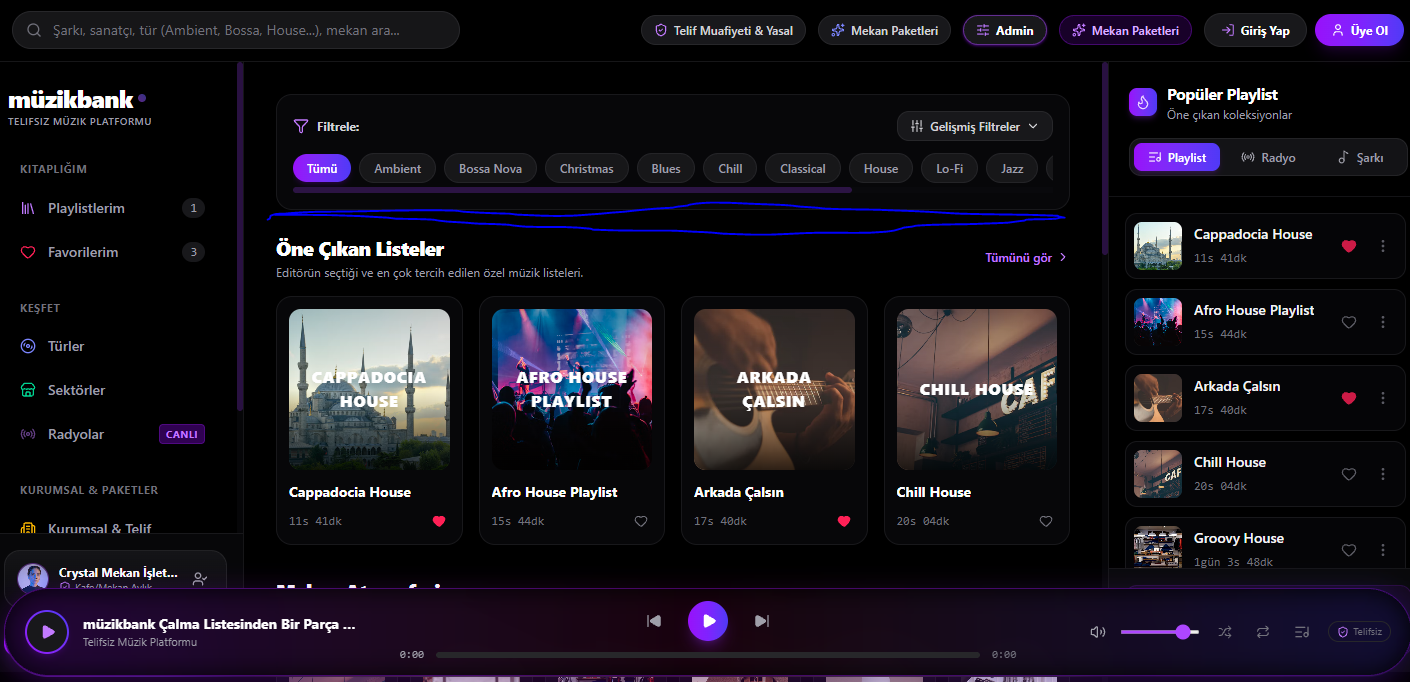 Şarkı, sanatçı, tür (Ambient, Bossa, House...), mekan ara...
Telif Muafiyeti & Yasal
Mekan Paketleri
Admin
Mekan Paketleri
Giriş Yap
Üye Ol
müzikbank
TELİFSİZ MÜZİK PLATFORMU
KİTAPLIĞIM
Playlistlerim 1
Favorilerim 3
KEŞFET
Türler
Sektörler
Radyolar CANLI
KURUMSAL & PAKETLER
Kurumsal & Telif
Crystal Mekan İşlet...
Kafe/Mekan Aylık
Filtrele:
Gelişmiş Filtreler
Tümü Ambient Bossa Nova Christmas Blues Chill Classical House Lo-Fi Jazz
Öne Çıkan Listeler
Editörün seçtiği ve en çok tercih edilen özel müzik listeleri.
Tümünü gör
CAPPADOCIA
HOUSE
Cappadocia House
11s 41dk
AFRO HOUSE
PLAYLIST
Afro House Playlist
15s 44dk
ARKADA
ÇALSIN
Arkada Çalsın
17s 40dk
CHILL HOUSE
Chill House
20s 04dk
Popüler Playlist
Öne çıkan koleksiyonlar
Playlist Radyo Şarkı
Cappadocia House
11s 41dk
Afro House Playlist
15s 44dk
Arkada Çalsın
17s 40dk
Chill House
20s 04dk
Groovy House
1gün 3s 48dk
müzikbank Çalma Listesinden Bir Parça ...
Telifsiz Müzik Platformu
0:00
0:00
Telifsiz